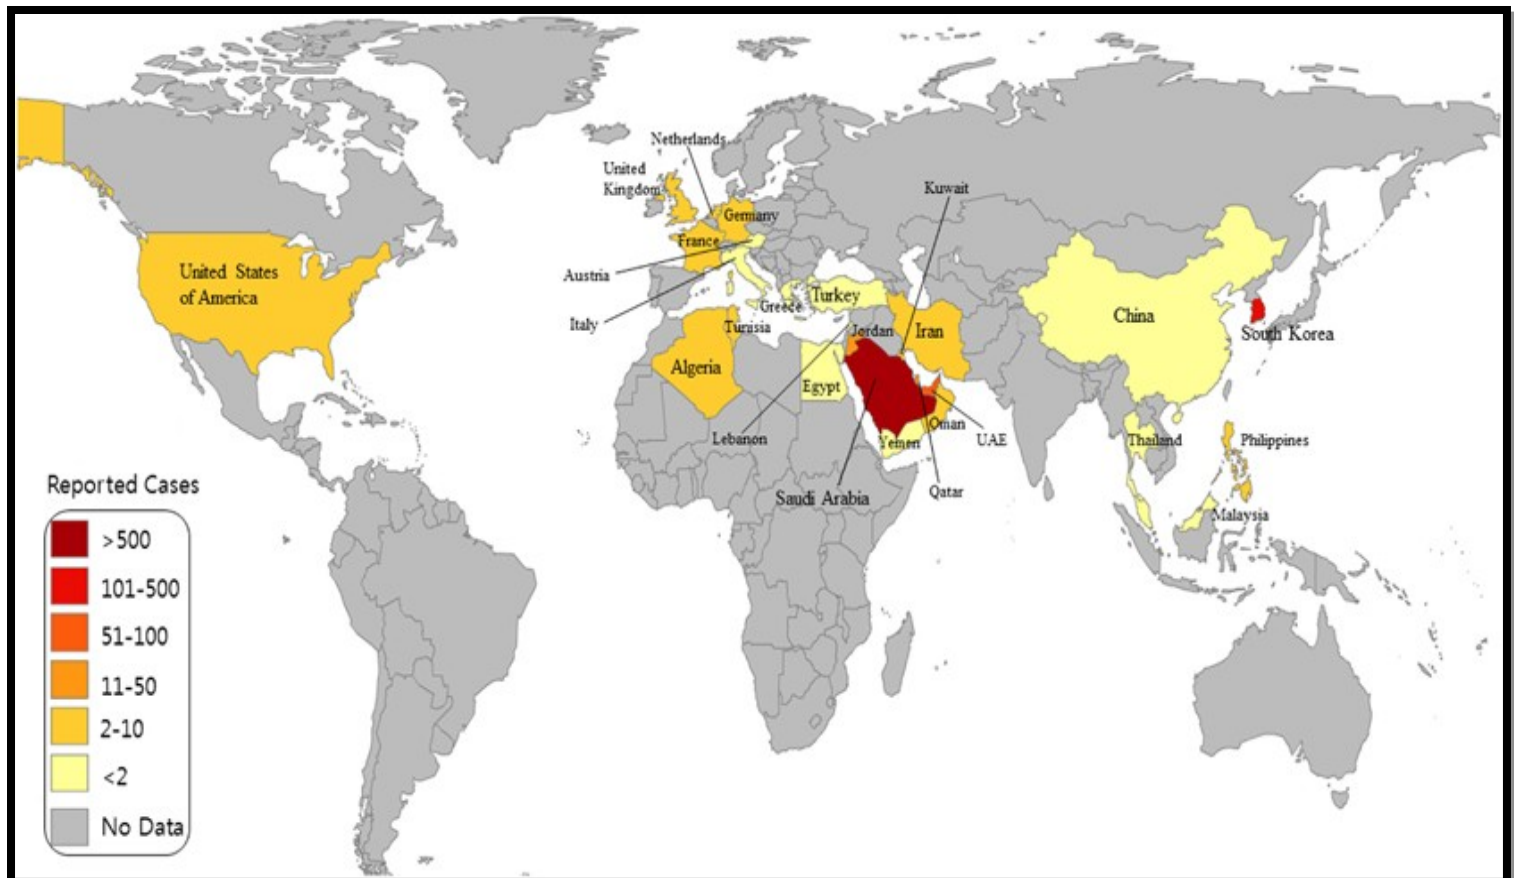 Netherlands
United
Kingdom
Kuwait
Germany
France
United States
of America
Austria
Italy
Greece
Turkey
China
Tunisia
Jordan
Iran
South Korea
Algeria
Egypt
Lebanon
Yemen
Oman
UAE
Thailand
Philippines
Saudi Arabia
Qatar
Malaysia
Reported Cases
>500
101-500
51-100
11-50
2-10
<2
No Data